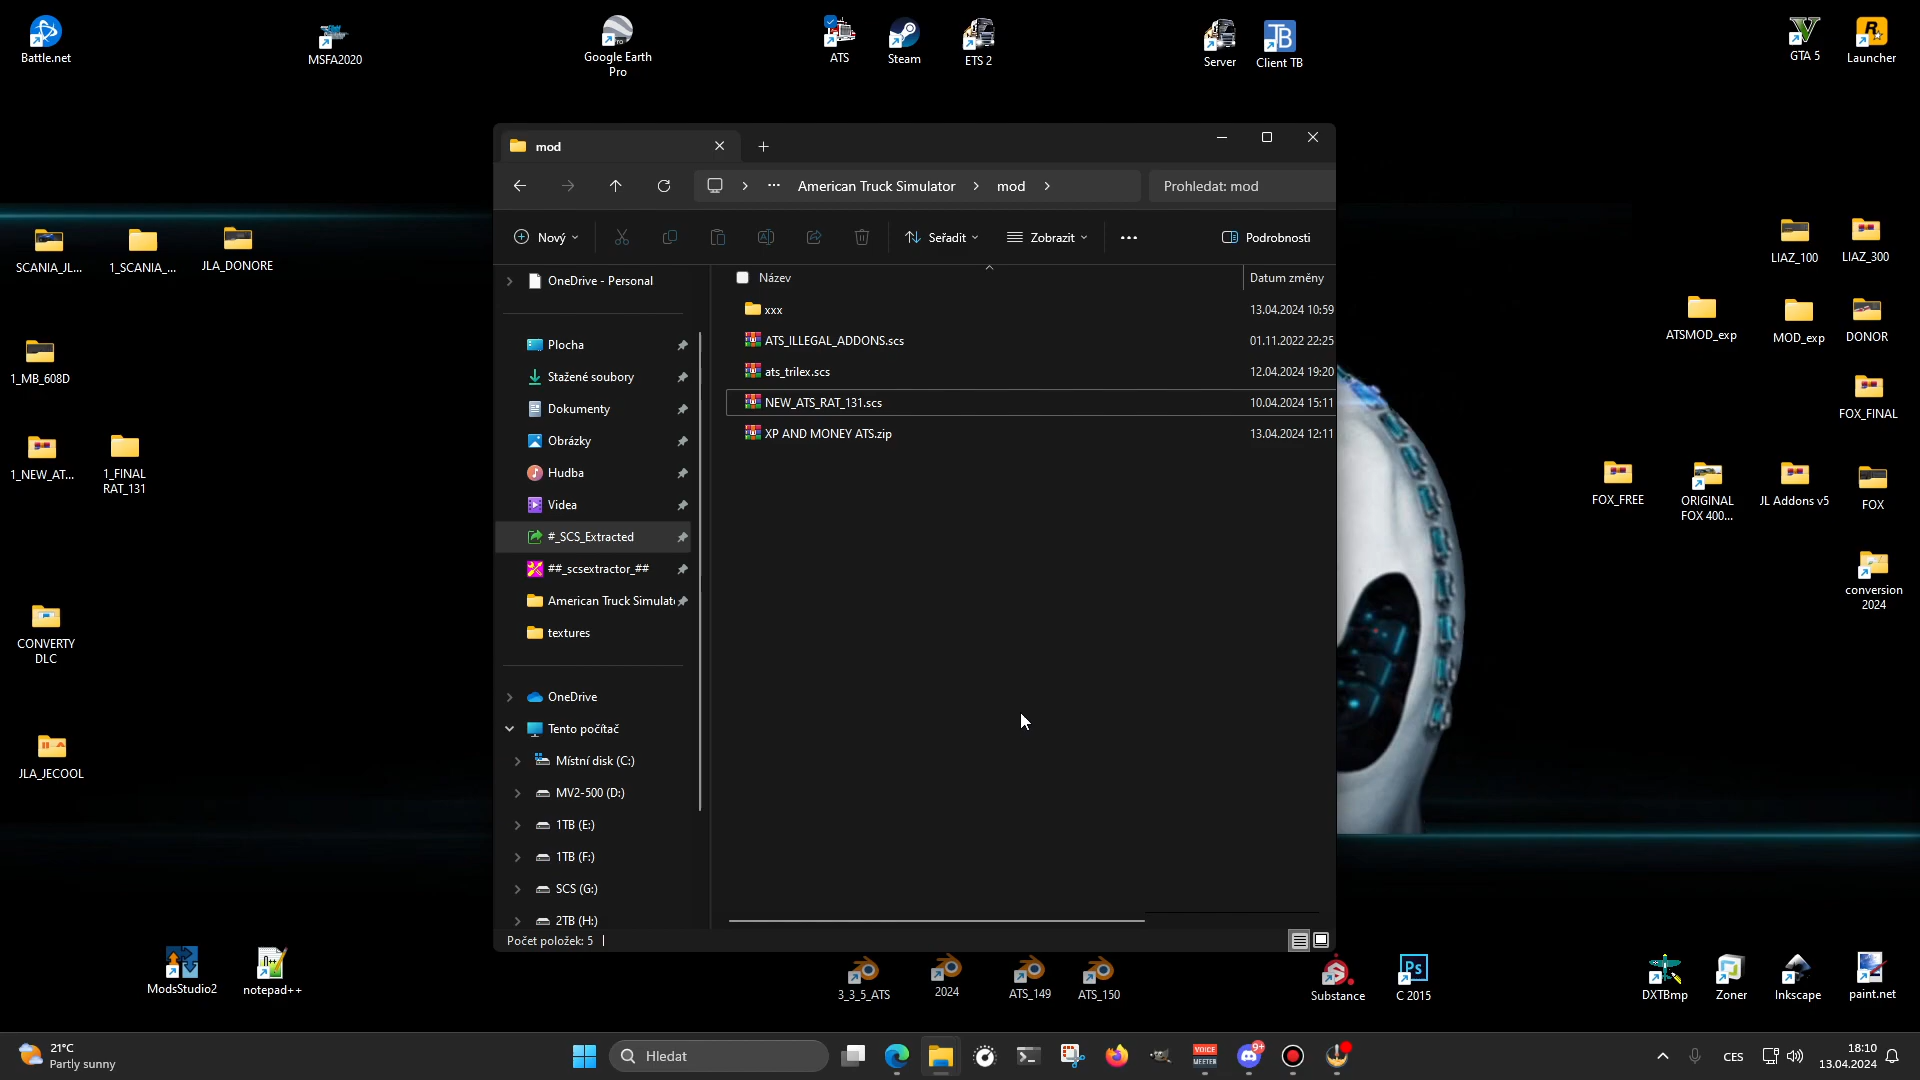 Battle.net
MSFA2020
Google Earth
Pro
ATS
Steam
ETS 2
Server
Client TB
GTA 5
Launcher
SCANIA_JL...
1_SCANIA_...
JLA_DONORE
1_MB_608D
1_NEW_AT...
1_FINAL
RAT_131
CONVERTY
DLC
JLA_JECOOL
ModsStudio2
notepad++
mod
American Truck Simulator
mod
Prohledat: mod
Nový
Seřadit
Zobrazit
Podrobnosti
Název
Datum změny
OneDrive - Personal
Plocha
Stažené soubory
Dokumenty
Obrázky
Hudba
Videa
#_SCS_Extracted
##_scsextractor_##
American Truck Simulat
textures
OneDrive
Tento počítač
Místní disk (C:)
MV2-500 (D:)
1TB (E:)
1TB (F:)
SCS (G:)
2TB (H:)
xxx
13.04.2024 10:59
ATS_ILLEGAL_ADDONS.scs
01.11.2022 22:25
ats_trilex.scs
12.04.2024 19:20
NEW_ATS_RAT_131.scs
10.04.2024 15:11
XP AND MONEY ATS.zip
13.04.2024 12:11
Počet položek: 5
LIAZ_100
LIAZ_300
ATSMOD_exp
MOD_exp
DONOR
FOX_FINAL
FOX_FREE
ORIGINAL
FOX 400...
JL Addons v5
FOX
conversion
2024
3_3_5_ATS
2024
ATS_149
ATS_150
Substance
Ps
C 2015
DXTBmp
Zoner
Inkscape
paint.net
21°C
Partly sunny
Hledat
VOICE
MEETER
9+
CES
18:10
13.04.2024